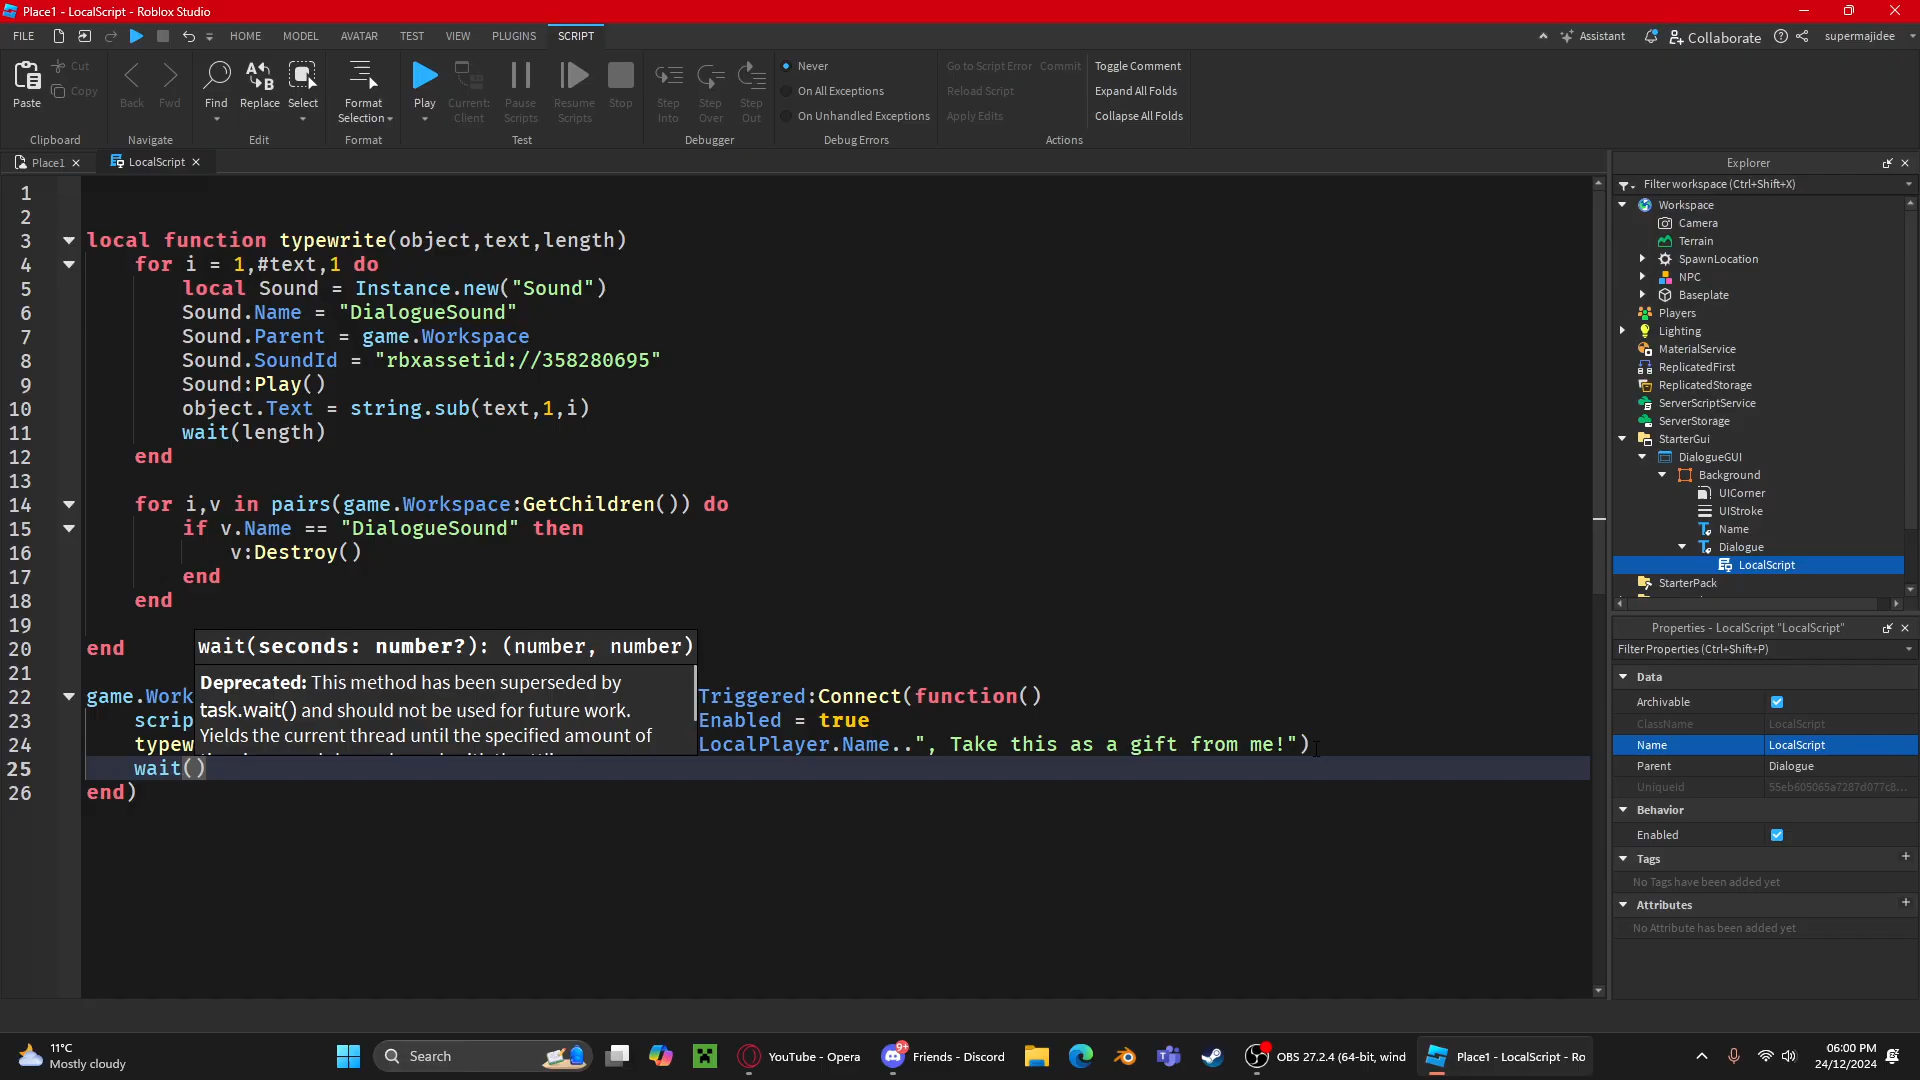 Place1 - LocalScript - Roblox Studio
FILE
HOME
MODEL
AVATAR
TEST
VIEW
PLUGINS
SCRIPT
Assistant
Collaborate
supermajidee
Paste
Cut
Copy
Clipboard
Back
Fwd
Navigate
Find
Replace
Select
Edit
Format
Selection
Format
Play
Current:
Client
Pause
Scripts
Resume
Scripts
Stop
Test
Step
Into
Step
Over
Step
Out
Debugger
Never
On All Exceptions
On Unhandled Exceptions
Debug Errors
Go to Script Error
Commit
Reload Script
Apply Edits
Toggle Comment
Expand All Folds
Collapse All Folds
Actions
Place1
LocalScript
1
2
3 local function typewrite(object,text,length)
4 for i = 1,#text,1 do
5 local Sound = Instance.new("Sound")
6 Sound.Name = "DialogueSound"
7 Sound.Parent = game.Workspace
8 Sound.SoundId = "rbxassetid://358280695"
9 Sound:Play()
10 object.Text = string.sub(text,1,i)
11 wait(length)
12 end
13
14 for i,v in pairs(game.Workspace:GetChildren()) do
15 if v.Name == "DialogueSound" then
16 v:Destroy()
17 end
18 end
19
20 end
21
22 game.Work Triggered:Connect(function()
23 scrip Enabled = true
24 typew LocalPlayer.Name..", Take this as a gift from me!")
25 wait()
26 end)
wait(seconds: number?): (number, number)
Deprecated: This method has been superseded by
task.wait() and should not be used for future work.
Yields the current thread until the specified amount of
Explorer
Filter workspace (Ctrl+Shift+X)
Workspace
Camera
Terrain
SpawnLocation
NPC
Baseplate
Players
Lighting
MaterialService
ReplicatedFirst
ReplicatedStorage
ServerScriptService
ServerStorage
StarterGui
DialogueGUI
Background
UICorner
UIStroke
Name
Dialogue
LocalScript
StarterPack
Properties - LocalScript "LocalScript"
Filter Properties (Ctrl+Shift+P)
Data
Archivable
ClassName LocalScript
Name LocalScript
Parent Dialogue
UniqueId 55eb605065a7287d077c8...
Behavior
Enabled
Tags
No Tags have been added yet
Attributes
No Attribute has been added yet
11°C
Mostly cloudy
Search
YouTube - Opera
9+
Friends - Discord
OBS 27.2.4 (64-bit, wind
Place1 - LocalScript - Ro
06:00 PM
24/12/2024